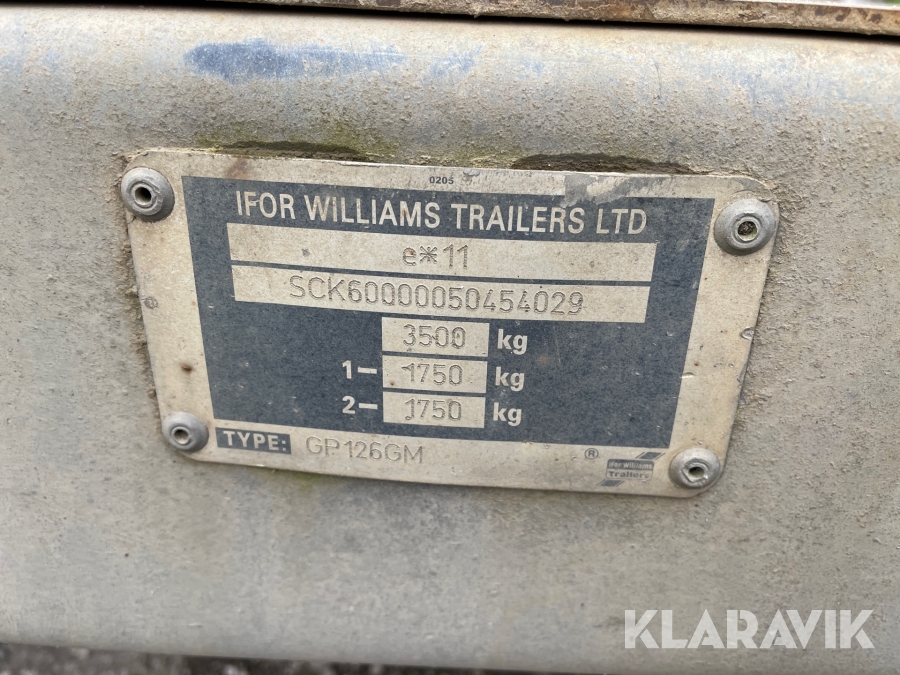 0205
IFOR WILLIAMS TRAILERS LTD
e*11
SCK60000050454029
3500 kg
1- 1750 kg
2- 1750 kg
TYPE: GP126GM ®
Ifor Williams
Trailers
KLARAVIK